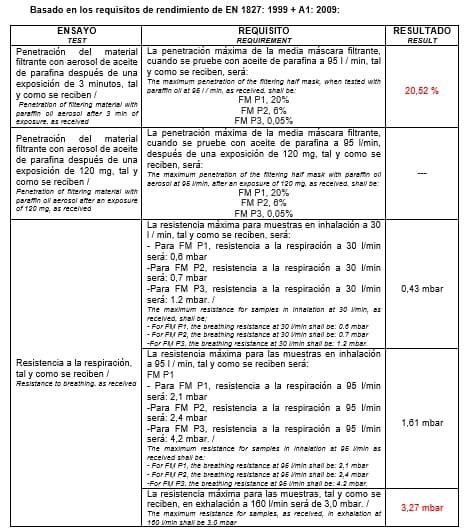 Basado en los requisitos de rendimiento de EN 1827: 1999 + A1: 2009:
ENSAYO
TEST
REQUISITO
REQUIREMENT
RESULTADO
RESULT
Penetración del material
filtrante con aerosol de aceite
de parafina después de una
exposición de 3 minutos, tal
y como se reciben /
Penetration of filtering material with
paraffin oil aerosol after 3 min of
exposure, as received
La penetración máxima de la media máscara filtrante,
cuando se pruebe con aceite de parafina a 95 l / min, tal
y como se reciben, será:
The maximum penetration of the filtering half mask, when tested with
paraffin oil at 95 l / min, as received, shall be:
FM P1, 20%
FM P2, 6%
FM P3, 0,05%
20,52 %
Penetración del material
filtrante con aerosol de aceite
de parafina después de una
exposición de 120 mg, tal y
como se reciben /
Penetration of filtering material with
paraffin oil aerosol after an exposure
of 120 mg, as received
La penetración máxima de la media máscara filtrante,
cuando se pruebe con aceite de parafina a 95 l/min,
después de una exposición de 120 mg, tal y como se
reciben, será:
The maximum penetration of the filtering half mask with paraffin oil
aerosol at 95 l/min, after an exposure of 120 mg, as received, shall be:
FM P1, 20%
FM P2, 6%
FM P3, 0,05%
---
Resistencia a la respiración,
tal y como se reciben /
Resistance to breathing, as received
La resistencia máxima para muestras en inhalación a 30
l / min, tal y como se reciben, será:
- Para FM P1, resistencia a la respiración a 30 l/min
será: 0,6 mbar
-Para FM P2, resistencia a la respiración a 30 l/min
será: 0,7 mbar
-Para FM P3, resistencia a la respiración a 30 l/min
será: 1.2 mbar. /
The maximum resistance for samples in inhalation at 30 l/min, as
received, shall be:
- For FM P1, the breathing resistance at 30 l/min shall be: 0.6 mbar
- For FM P2, the breathing resistance at 30 l/min shall be: 0.7 mbar
-For FM P3, the breathing resistance at 30 l/min shall be: 1.2 mbar.
0,43 mbar
La resistencia máxima para las muestras en inhalación
a 95 l / min, tal y como se reciben será:
FM P1
- Para FM P1, resistencia a la respiración a 95 l/min
será: 2,1 mbar
-Para FM P2, resistencia a la respiración a 95 l/min
será: 2,4 mbar
-Para FM P3, resistencia a la respiración a 95 l/min
será: 4,2 mbar. /
The maximum resistance for samples in inhalation at 95 l/min as
received shall be:
- For FM P1, the breathing resistance at 95 l/min shall be: 2,1 mbar
- For FM P2, the breathing resistance at 95 l/min shall be: 2,4 mbar
-For FM P3, the breathing resistance at 95 l/min shall be: 4.2 mbar.
1,61 mbar
La resistencia máxima para las muestras, tal y como se
reciben, en exhalación a 160 l/min será de 3,0 mbar. /
The maximum resistance for samples, as received, in exhalation at
160 l/min shall be 3.0 mbar
3,27 mbar